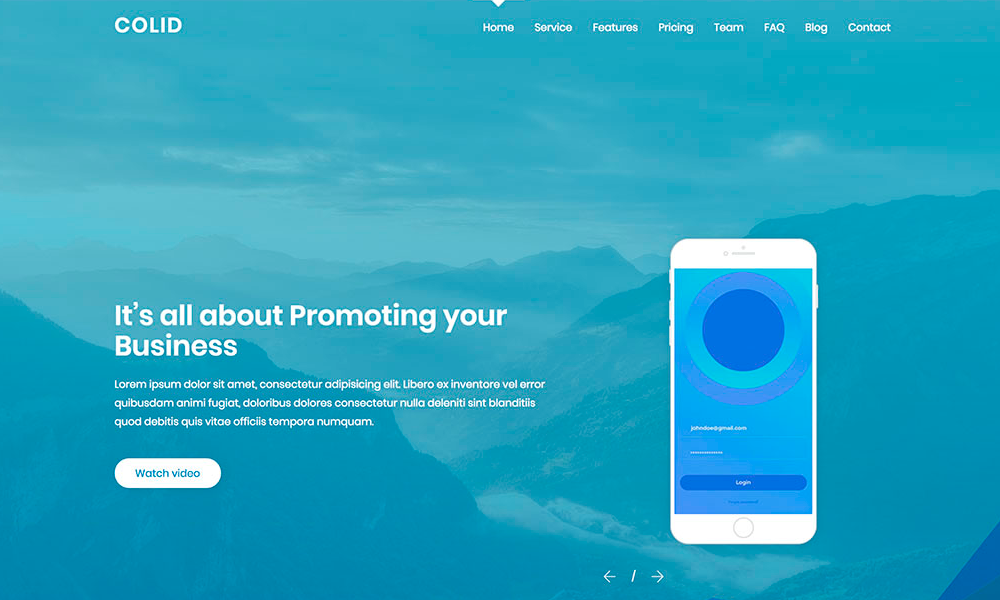 COLID
Home Service Features Pricing Team FAQ Blog Contact
It's all about Promoting your
Business
Lorem ipsum dolor sit amet, consectetur adipisicing elit. Libero ex inventore vel error
quibusdam animi fugiat, doloribus dolores consectetur nulla deleniti sint blanditiis
quod debitis quis vitae officiis tempora numquam.
Watch video
johndoe@gmail.com
Login
/